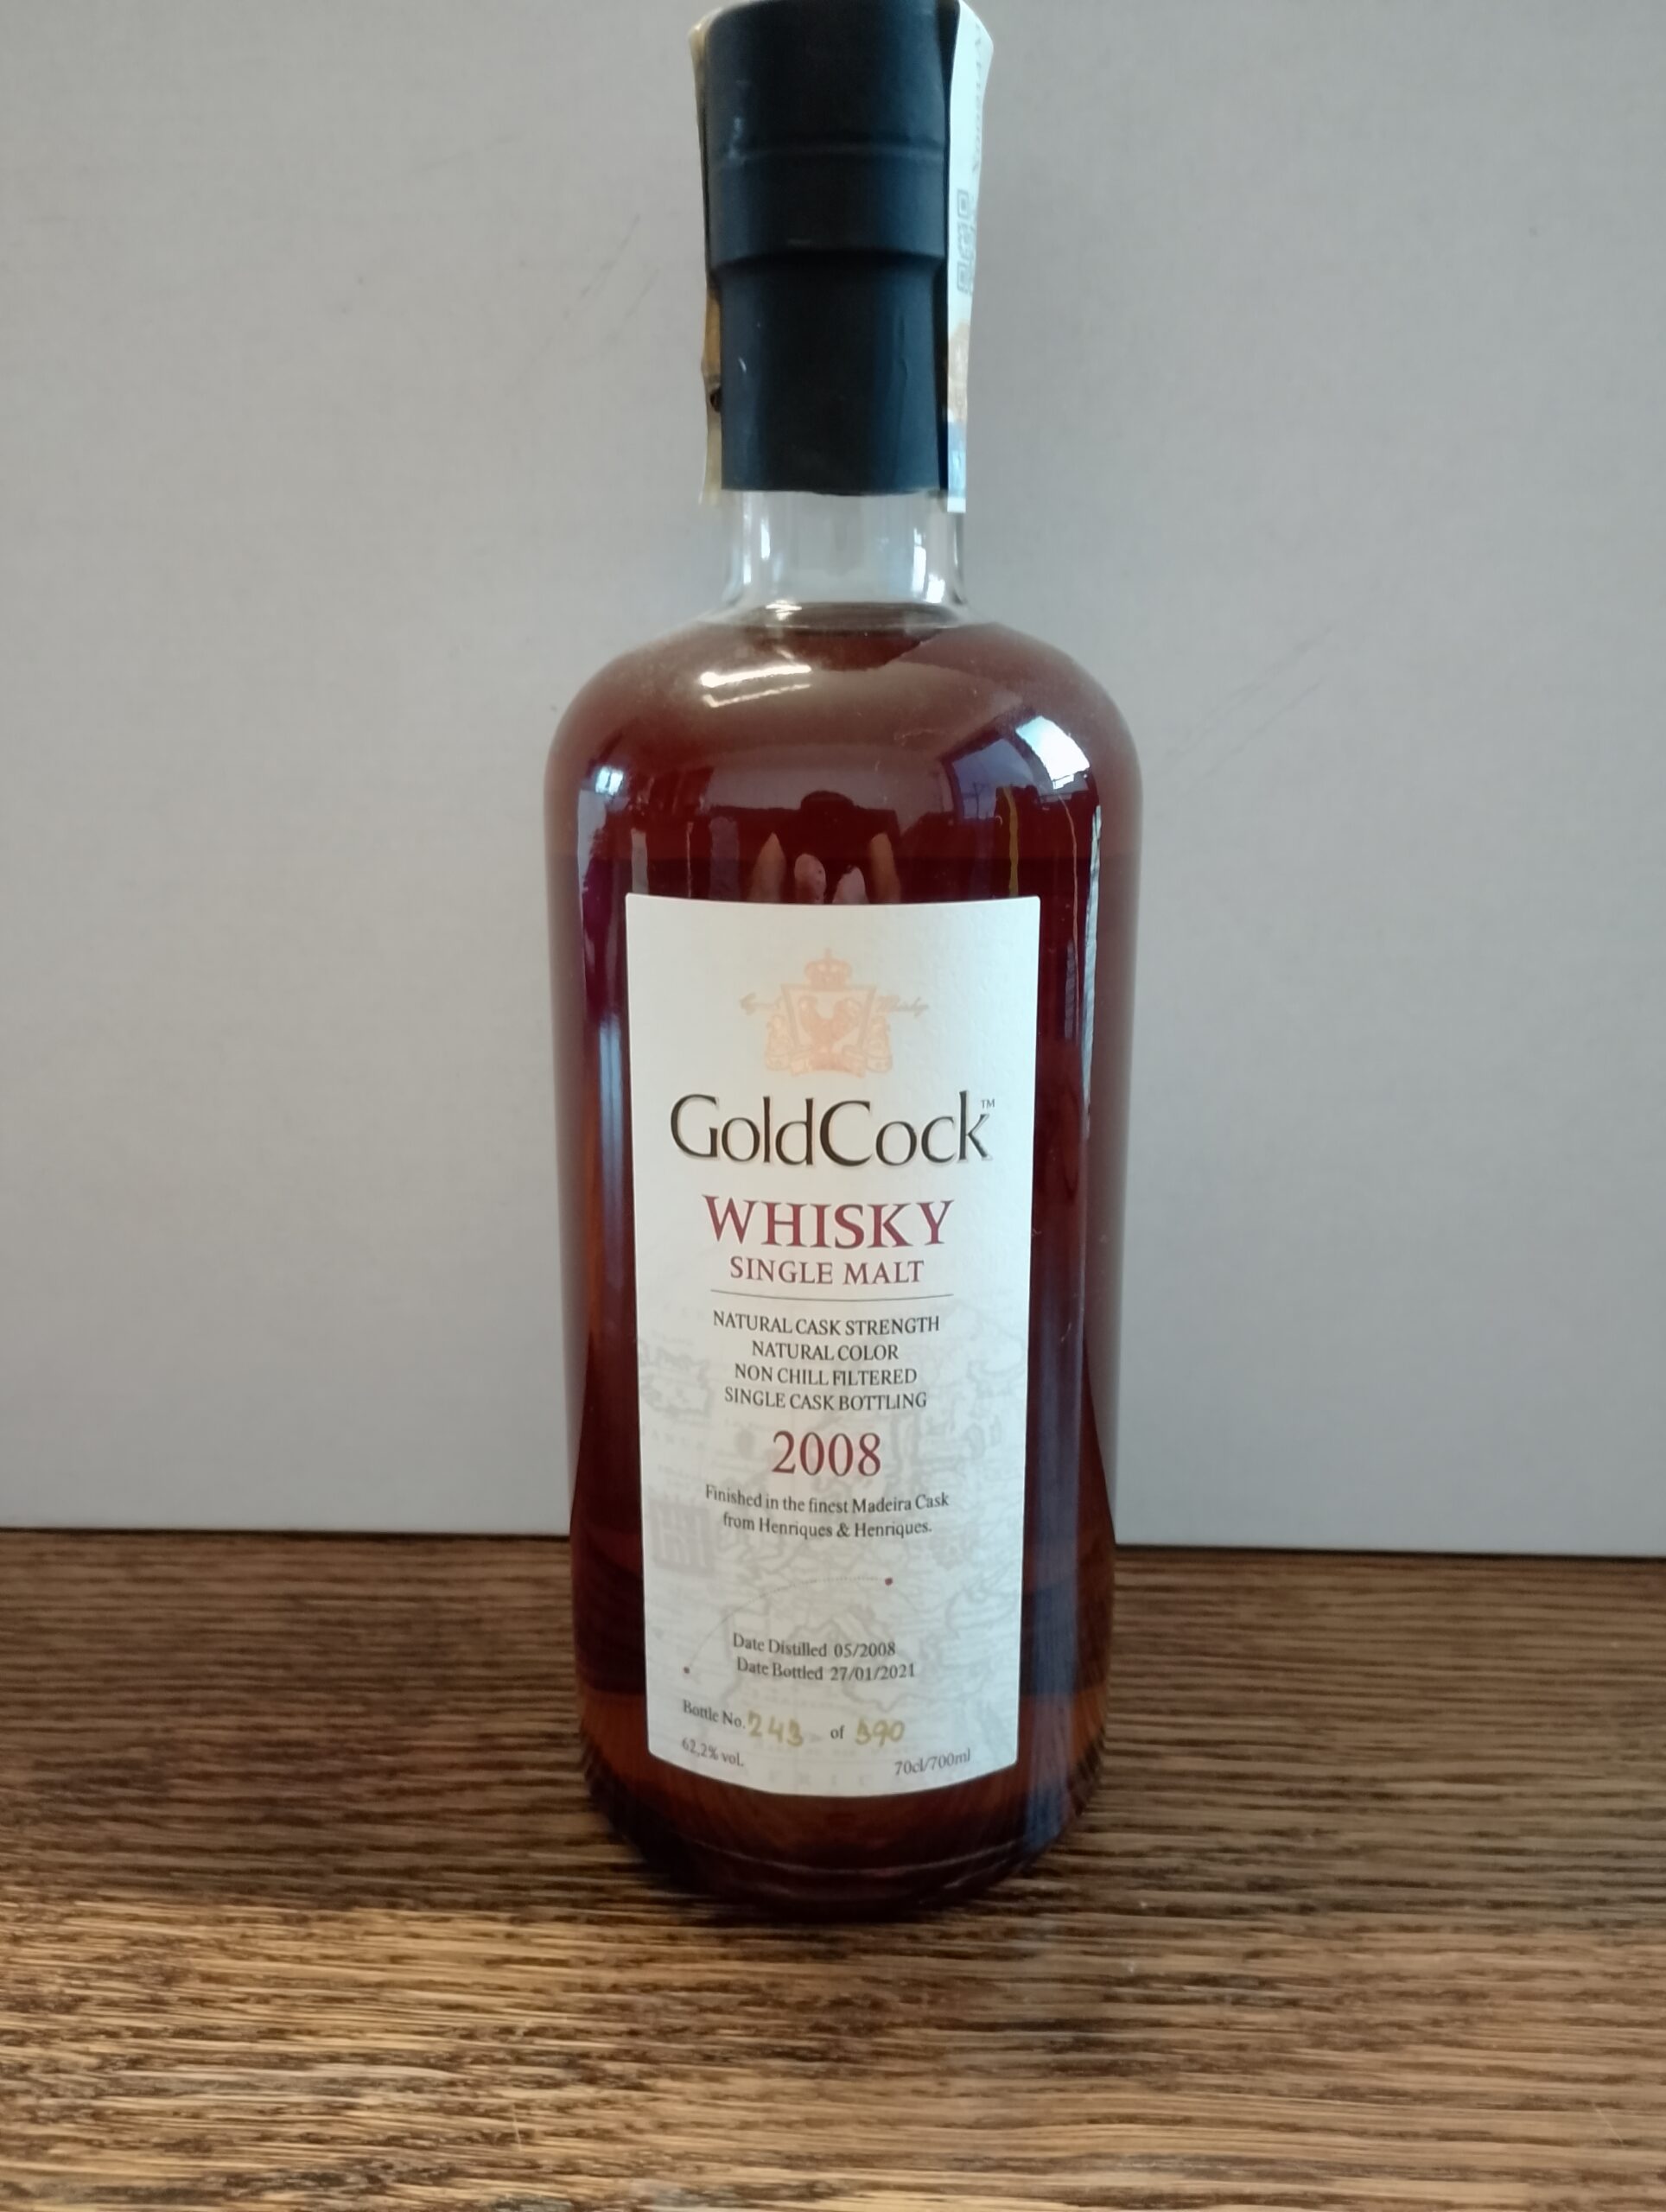 GoldCock™
WHISKY
SINGLE MALT
NATURAL CASK STRENGTH
NATURAL COLOR
NON CHILL FILTERED
SINGLE CASK BOTTLING
2008
Finished in the finest Madeira Cask
from Henriques & Henriques.
Date Distilled 05/2008
Date Bottled 27/01/2021
Bottle No. 243 of 590
62,2% vol. 70cl/700ml